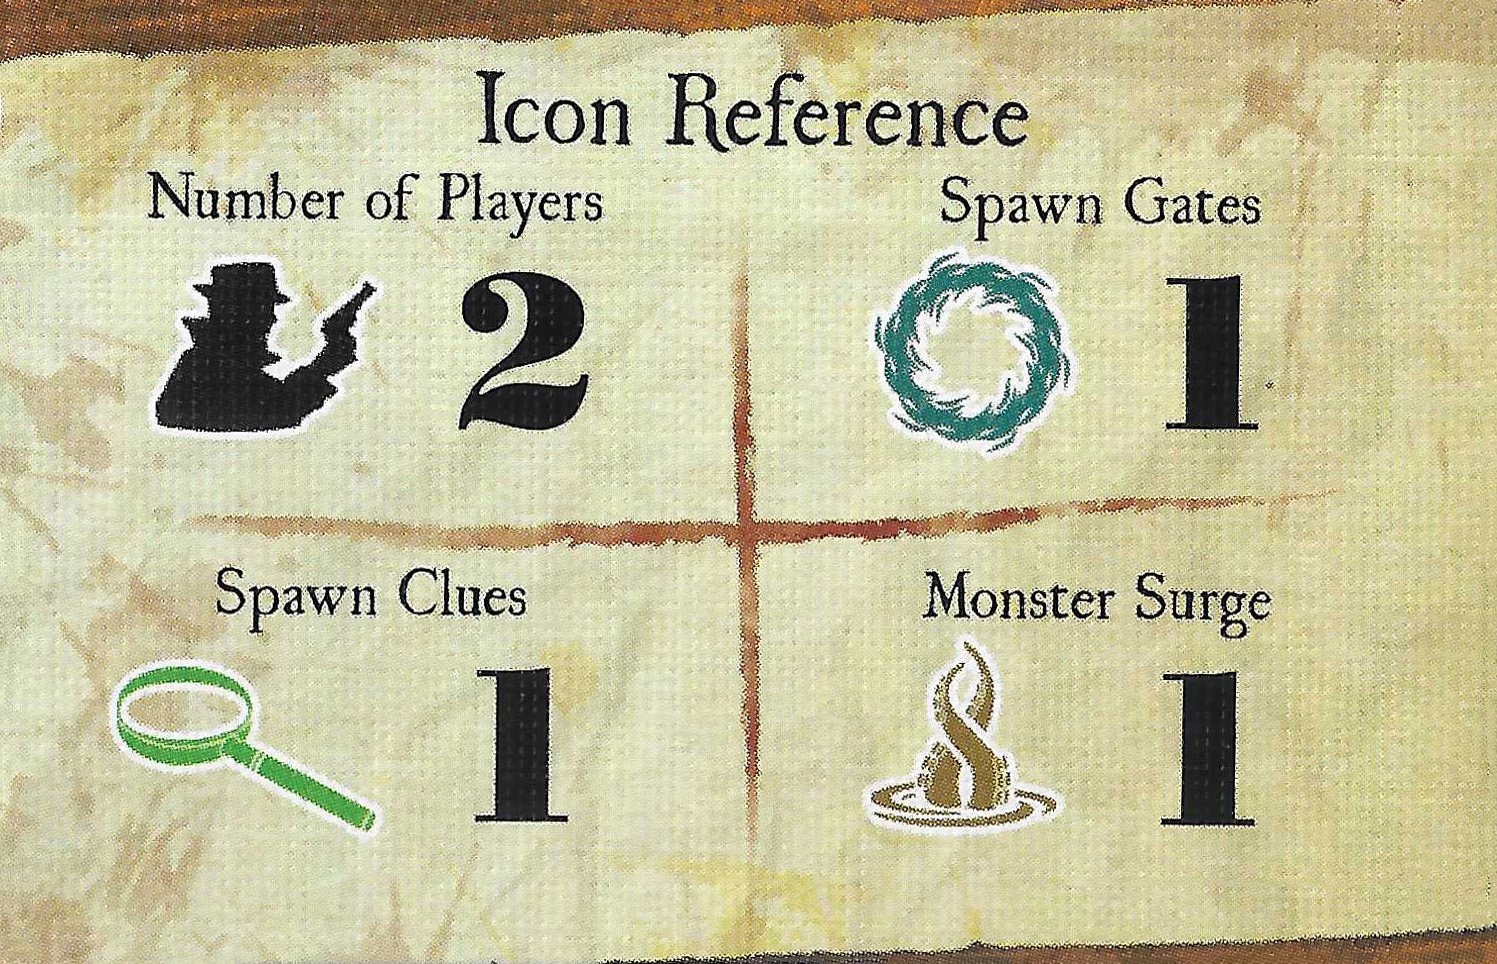 Icon Reference
Number of Players
2
Spawn Gates
1
Spawn Clues
1
Monster Surge
1